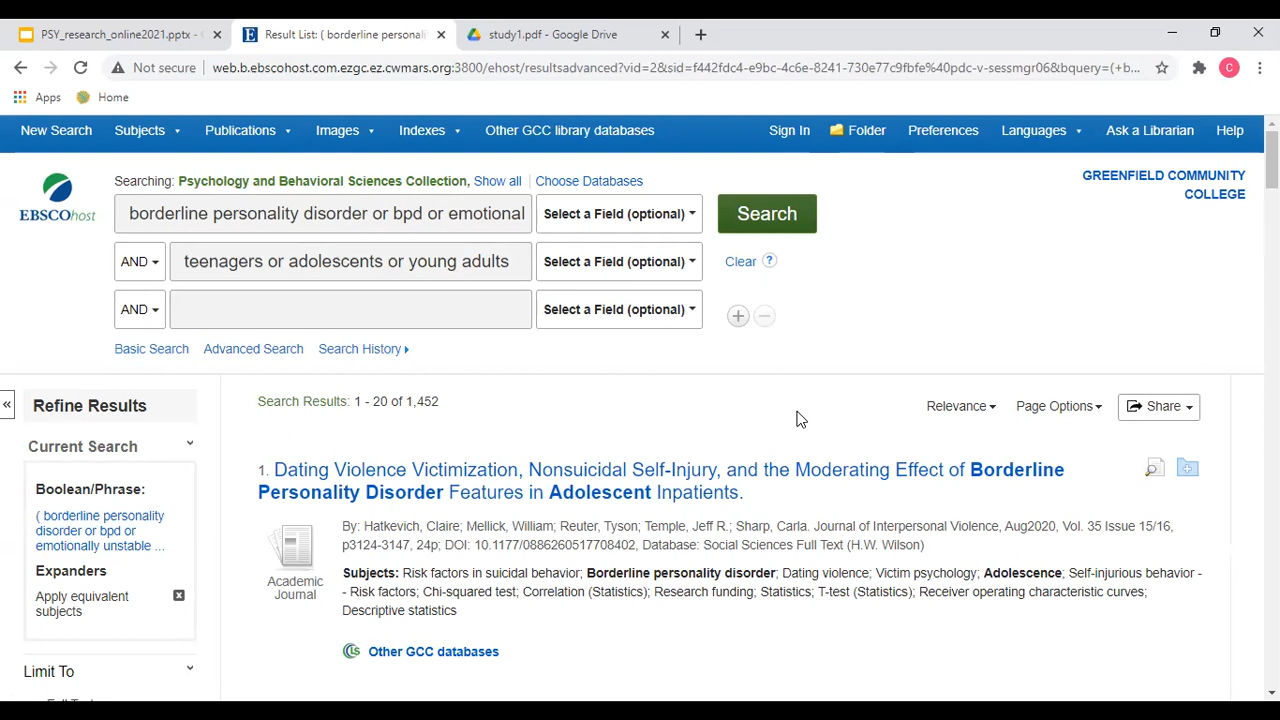 PSY_research_online2021.pptx -
Result List: ( borderline personali
study1.pdf - Google Drive
Not secure
web.b.ebscohost.com.ezgc.ez.cwmars.org:3800/ehost/resultsadvanced?vid=2&sid=f442fdc4-e9bc-4c6e-8241-730e77c9fbfe%40pdc-v-sessmgr06&bquery=(+b...
C
Apps
Home
New Search
Subjects
Publications
Images
Indexes
Other GCC library databases
Sign In
Folder
Preferences
Languages
Ask a Librarian
Help
EBSCOhost
Searching: Psychology and Behavioral Sciences Collection, Show all
Choose Databases
GREENFIELD COMMUNITY
COLLEGE
borderline personality disorder or bpd or emotional
Select a Field (optional)
Search
AND
teenagers or adolescents or young adults
Select a Field (optional)
Clear
?
AND
Select a Field (optional)
Basic Search
Advanced Search
Search History
«
Refine Results
Current Search
Boolean/Phrase:
( borderline personality
disorder or bpd or
emotionally unstable ...
Expanders
Apply equivalent
subjects
Limit To
Search Results: 1 - 20 of 1,452
Relevance
Page Options
Share
1. Dating Violence Victimization, Nonsuicidal Self-Injury, and the Moderating Effect of Borderline
Personality Disorder Features in Adolescent Inpatients.
Academic
Journal
By: Hatkevich, Claire; Mellick, William; Reuter, Tyson; Temple, Jeff R.; Sharp, Carla. Journal of Interpersonal Violence, Aug2020, Vol. 35 Issue 15/16,
p3124-3147, 24p; DOI: 10.1177/0886260517708402, Database: Social Sciences Full Text (H.W. Wilson)
Subjects: Risk factors in suicidal behavior; Borderline personality disorder; Dating violence; Victim psychology; Adolescence; Self-injurious behavior -
- Risk factors; Chi-squared test; Correlation (Statistics); Research funding; Statistics; T-test (Statistics); Receiver operating characteristic curves;
Descriptive statistics
Other GCC databases